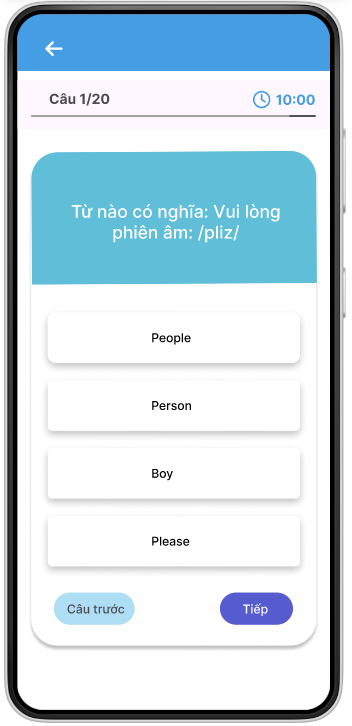 Câu 1/20
10:00
Từ nào có nghĩa: Vui lòng
phiên âm: /pliz/
People
Person
Boy
Please
Câu trước
Tiếp